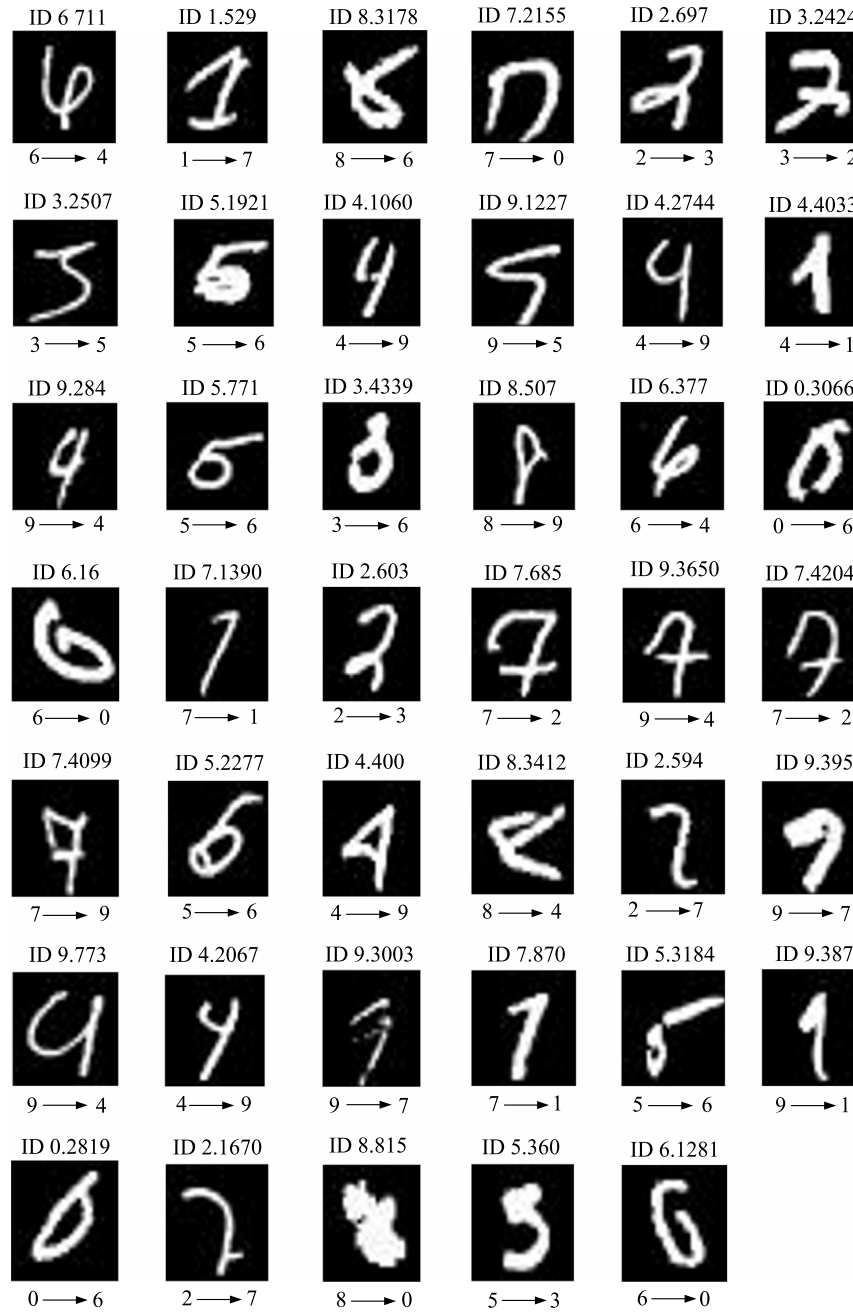 ID 6 711 ID 1.529 ID 8.3178 ID 7.2155 ID 2.697 ID 3.2424
6 → 4 1 → 7 8 → 6 7 → 0 2 → 3 3 → 2
ID 3.2507 ID 5.1921 ID 4.1060 ID 9.1227 ID 4.2744 ID 4.4033
3 → 5 5 → 6 4 → 9 9 → 5 4 → 9 4 → 1
ID 9.284 ID 5.771 ID 3.4339 ID 8.507 ID 6.377 ID 0.3066
9 → 4 5 → 6 3 → 6 8 → 9 6 → 4 0 → 6
ID 6.16 ID 7.1390 ID 2.603 ID 7.685 ID 9.3650 ID 7.4204
6 → 0 7 → 1 2 → 3 7 → 2 9 → 4 7 → 2
ID 7.4099 ID 5.2277 ID 4.400 ID 8.3412 ID 2.594 ID 9.395
7 → 9 5 → 6 4 → 9 8 → 4 2 → 7 9 → 7
ID 9.773 ID 4.2067 ID 9.3003 ID 7.870 ID 5.3184 ID 9.387
9 → 4 4 → 9 9 → 7 7 → 1 5 → 6 9 → 1
ID 0.2819 ID 2.1670 ID 8.815 ID 5.360 ID 6.1281
0 → 6 2 → 7 8 → 0 5 → 3 6 → 0